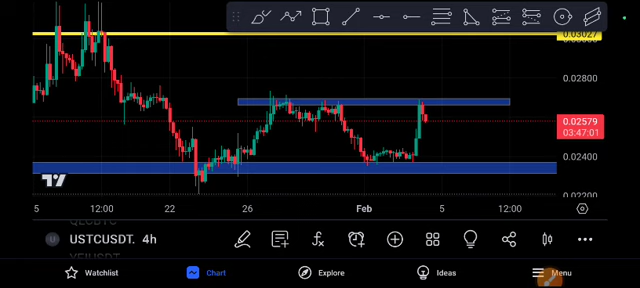 0.03027
0.02800
0.02579
03:47:01
0.02400
0.02200
5 12:00 22 26 Feb 5 12:00
U USTCUSDT. 4h
Watchlist Chart Explore Ideas Menu